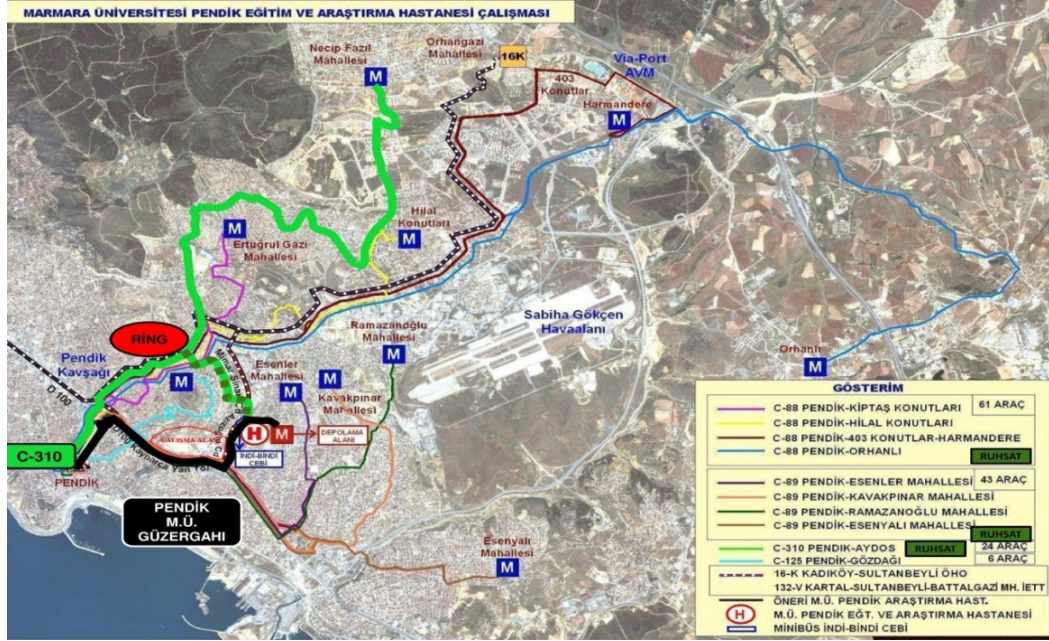 MARMARA ÜNİVERSİTESİ PENDİK EĞİTİM VE ARAŞTIRMA HASTANESİ ÇALIŞMASI
Necip Fazıl
Mahallesi
M
Orhangazi
Mahallesi
16K
Via-Port
AVM
403
Konutlar
Harmandere
M
Hilal
Konutları
M
M
Ertuğrul Gazi
Mahallesi
RİNG
Pendik
Kavşağı
D 100
M
Ramazanoğlu
Mahallesi
M
Esenler
Mahallesi
M
M
Kavakpınar
Mahallesi
Sabiha Gökçen
Havaalanı
Orhanlı
M
ÇALIŞMA ALANI
H
M
DEPOLAMA
ALANI
İNDİ-BİNDİ
CEBİ
C-310
PENDİK
PENDİK
M.Ü.
GÜZERGAHI
Esenyalı
Mahallesi
M
GÖSTERİM
C-88 PENDİK-KİPTAŞ KONUTLARI 61 ARAÇ
C-88 PENDİK-HİLAL KONUTLARI
C-88 PENDİK-403 KONUTLAR-HARMANDERE
C-88 PENDİK-ORHANLI RUHSAT
C-89 PENDİK-ESENLER MAHALLESİ 43 ARAÇ
C-89 PENDİK-KAVAKPINAR MAHALLESİ
C-89 PENDİK-RAMAZANOĞLU MAHALLESİ
C-89 PENDİK-ESENYALI MAHALLESİ RUHSAT
C-310 PENDİK-AYDOS RUHSAT 24 ARAÇ
C-125 PENDİK-GÖZDAĞI 6 ARAÇ
16-K KADIKÖY-SULTANBEYLİ ÖHO
132-V KARTAL-SULTANBEYLİ-BATTALGAZİ MH. İETT
ÖNERİ M.Ü. PENDİK ARAŞTIRMA HAST.
H M.Ü. PENDİK EĞT. VE ARAŞTIRMA HASTANESİ
MİNİBÜS İNDİ-BİNDİ CEBİ